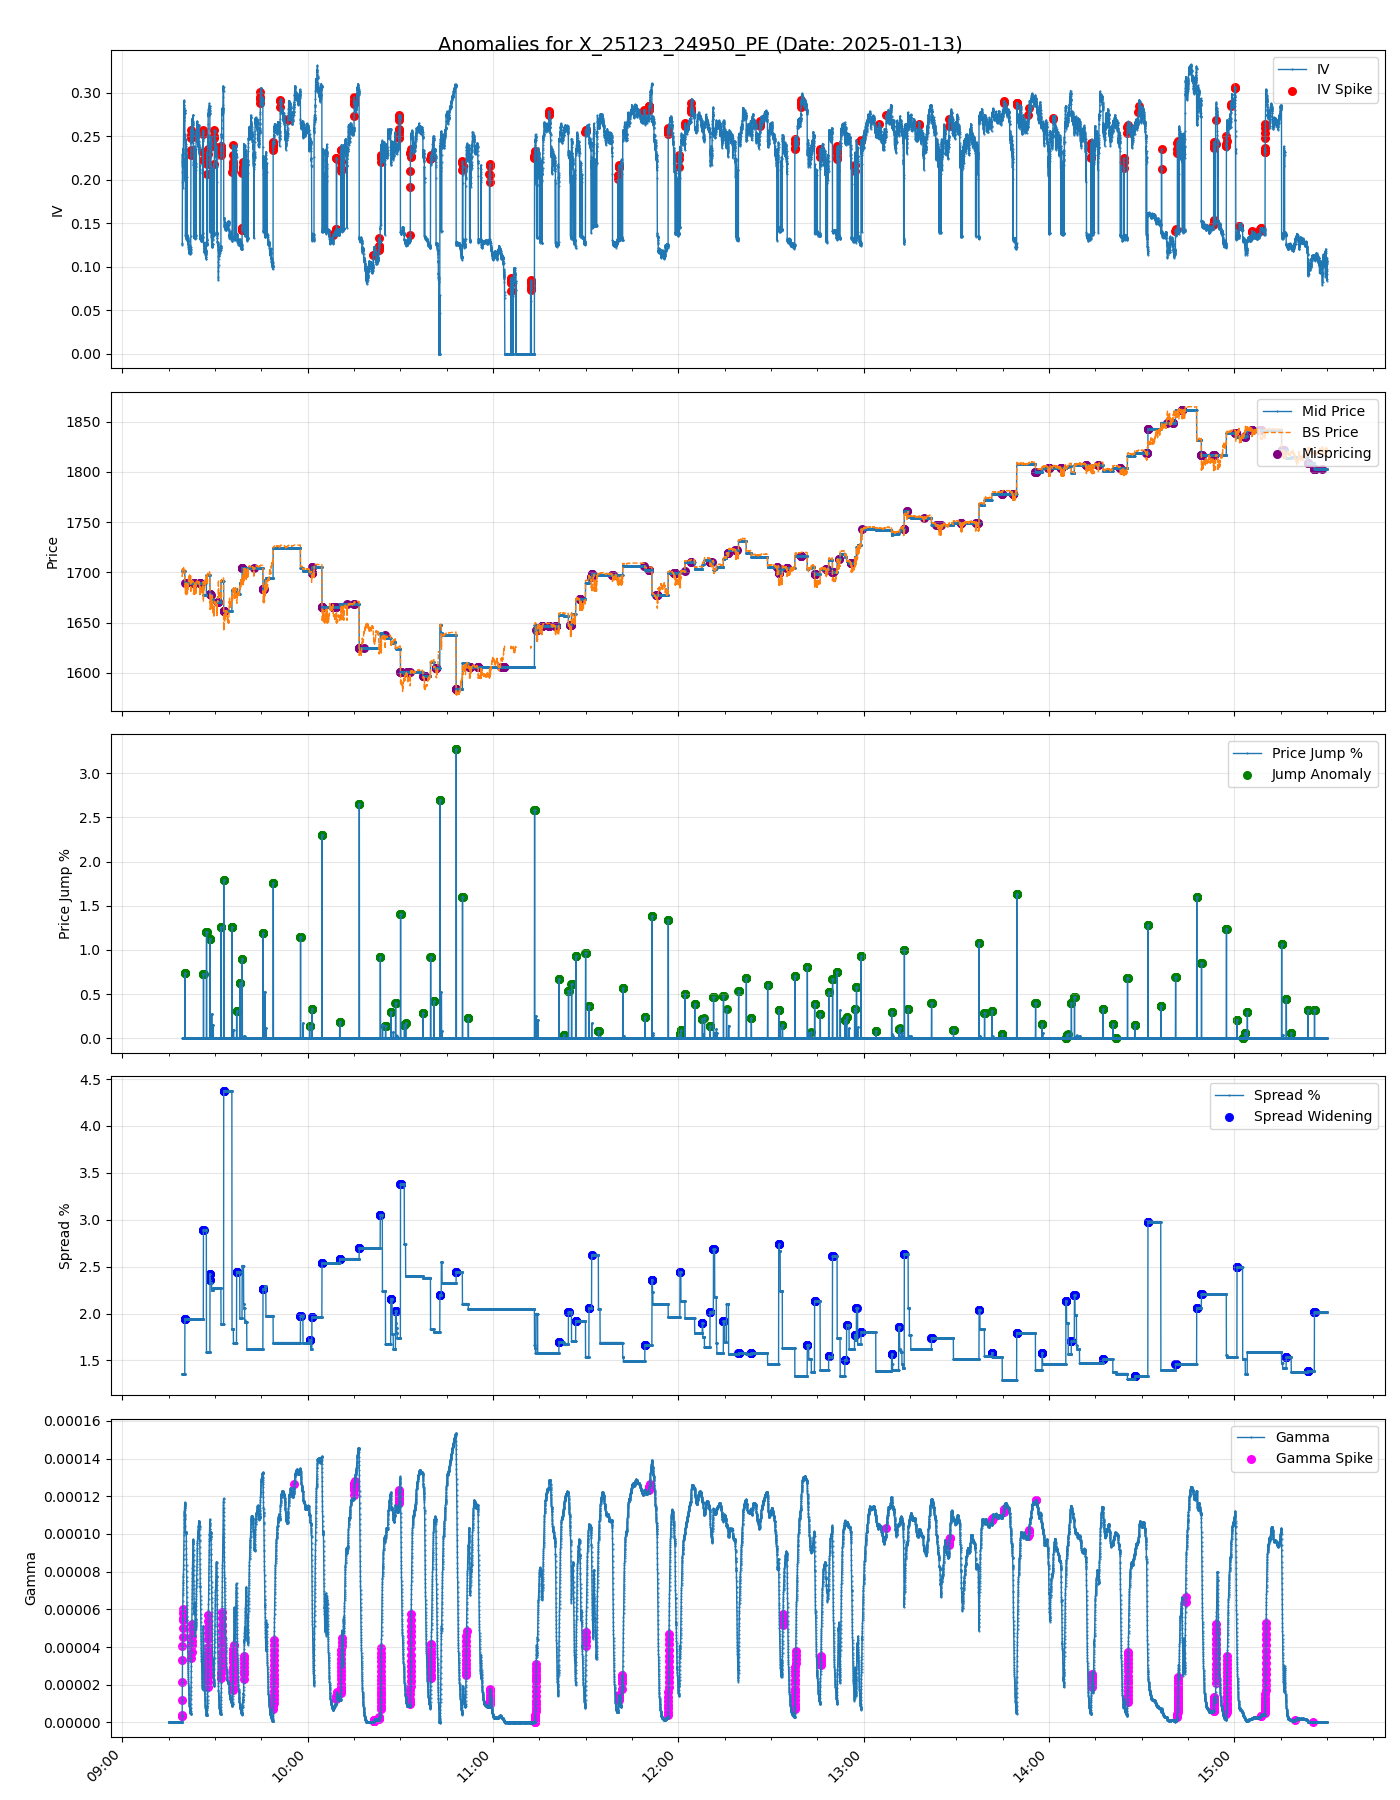 Anomalies for X_25123_24950_PE (Date: 2025-01-13)
IV
0.30
0.25
0.20
0.15
0.10
0.05
0.00
IV
IV Spike
Price
1850
1800
1750
1700
1650
1600
Mid Price
BS Price
Mispricing
Price Jump %
3.0
2.5
2.0
1.5
1.0
0.5
0.0
Price Jump %
Jump Anomaly
Spread %
4.5
4.0
3.5
3.0
2.5
2.0
1.5
Spread %
Spread Widening
Gamma
0.00016
0.00014
0.00012
0.00010
0.00008
0.00006
0.00004
0.00002
0.00000
Gamma
Gamma Spike
09:00
10:00
11:00
12:00
13:00
14:00
15:00